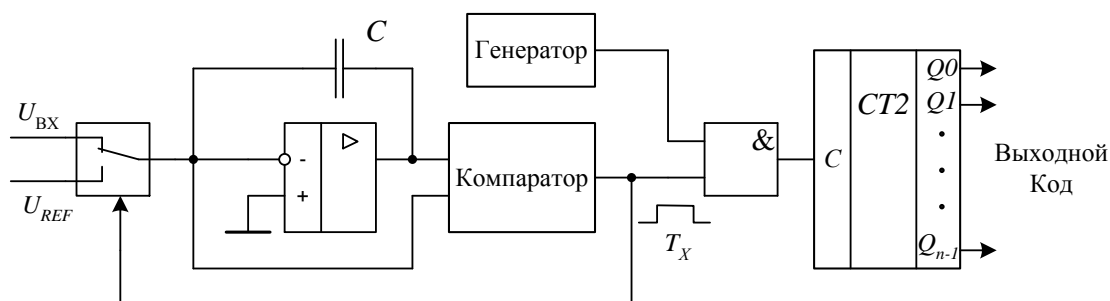 C
Генератор
U_ВХ
U_REF
-
+
▷
Компаратор
T_X
&
C
CT2
Q0
Q1
Q_n-1
Выходной
Код